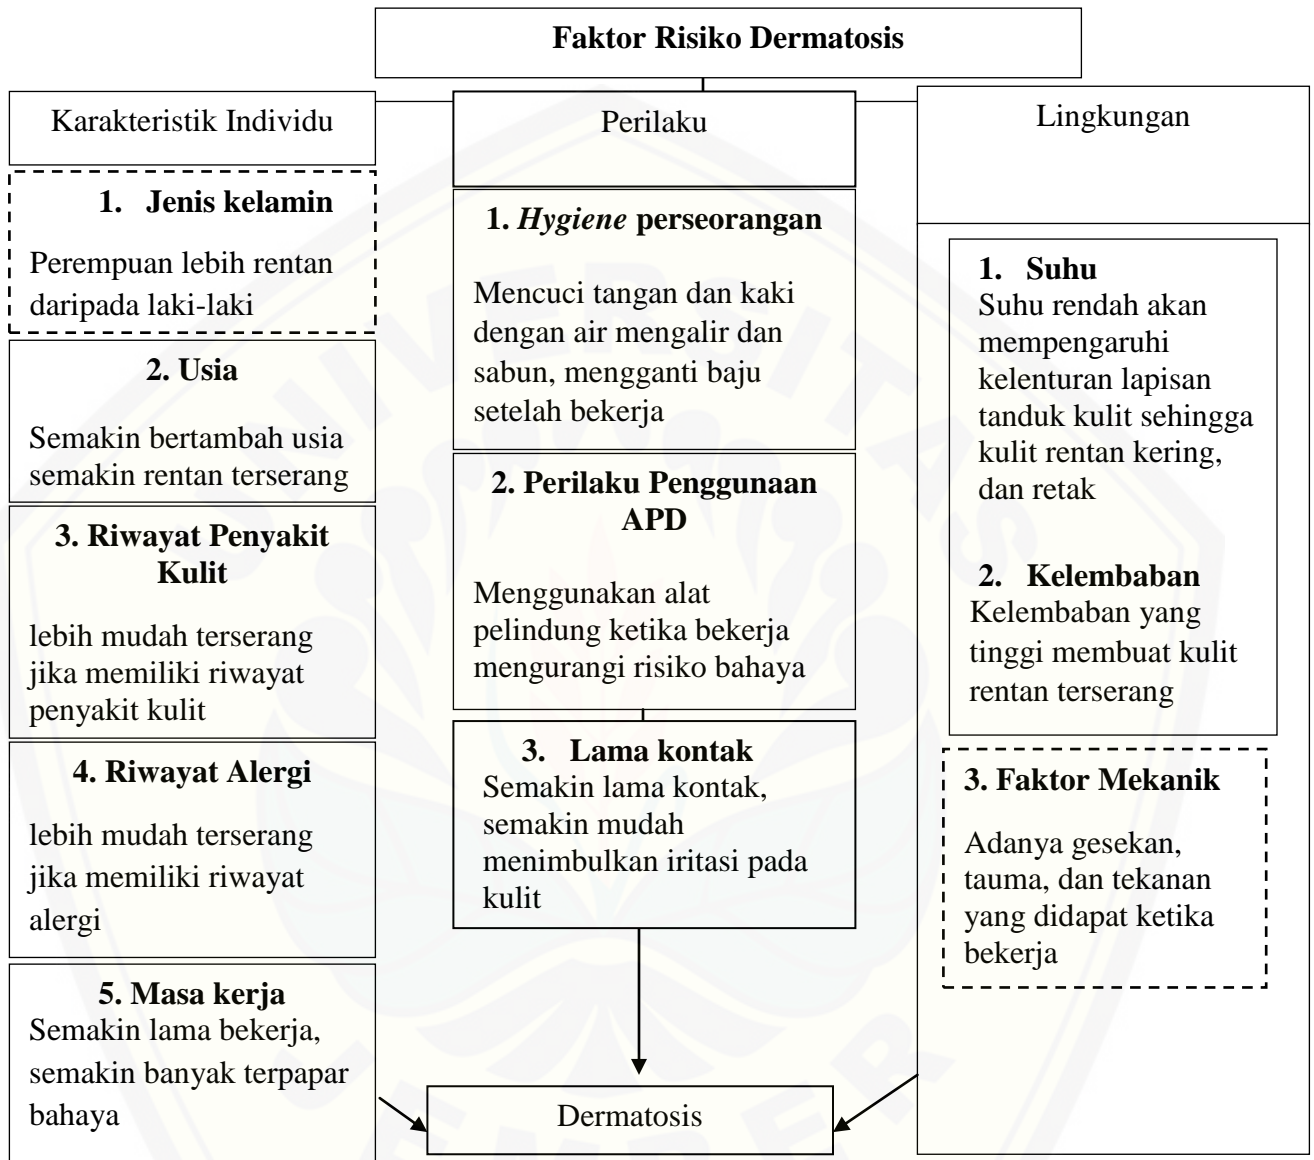 Faktor Risiko Dermatosis
Karakteristik Individu
1. Jenis kelamin
Perempuan lebih rentan
daripada laki-laki
2. Usia
Semakin bertambah usia
semakin rentan terserang
3. Riwayat Penyakit
Kulit
lebih mudah terserang
jika memiliki riwayat
penyakit kulit
4. Riwayat Alergi
lebih mudah terserang
jika memiliki riwayat
alergi
5. Masa kerja
Semakin lama bekerja,
semakin banyak terpapar
bahaya
Perilaku
1. Hygiene perseorangan
Mencuci tangan dan kaki
dengan air mengalir dan
sabun, mengganti baju
setelah bekerja
2. Perilaku Penggunaan
APD
Menggunakan alat
pelindung ketika bekerja
mengurangi risiko bahaya
3. Lama kontak
Semakin lama kontak,
semakin mudah
menimbulkan iritasi pada
kulit
Lingkungan
1. Suhu
Suhu rendah akan
mempengaruhi
kelenturan lapisan
tanduk kulit sehingga
kulit rentan kering,
dan retak
2. Kelembaban
Kelembaban yang
tinggi membuat kulit
rentan terserang
3. Faktor Mekanik
Adanya gesekan,
tauma, dan tekanan
yang didapat ketika
bekerja
Dermatosis
UNIVERSITAS
JEMBER